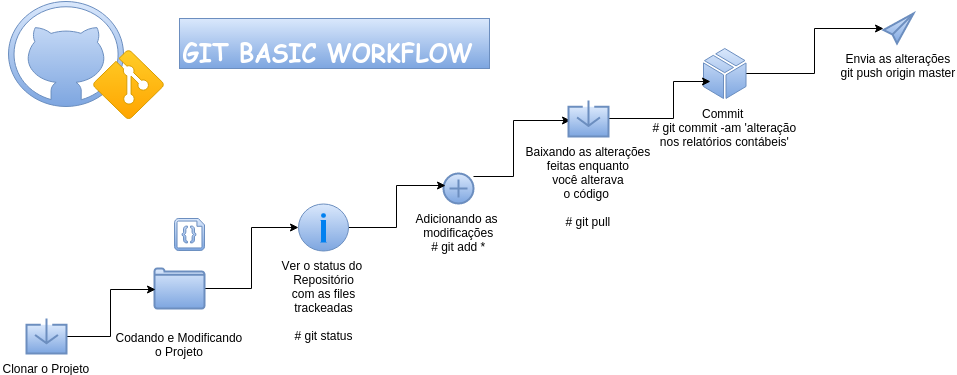 GIT BASIC WORKFLOW
Envia as alterações
git push origin master
Commit
# git commit -am 'alteração
nos relatórios contábeis'
Baixando as alterações
feitas enquanto
você alterava
o código
# git pull
Adicionando as
modificações
# git add *
{}
i
Ver o status do
Repositório
com as files
trackeadas
# git status
Codando e Modificando
o Projeto
Clonar o Projeto